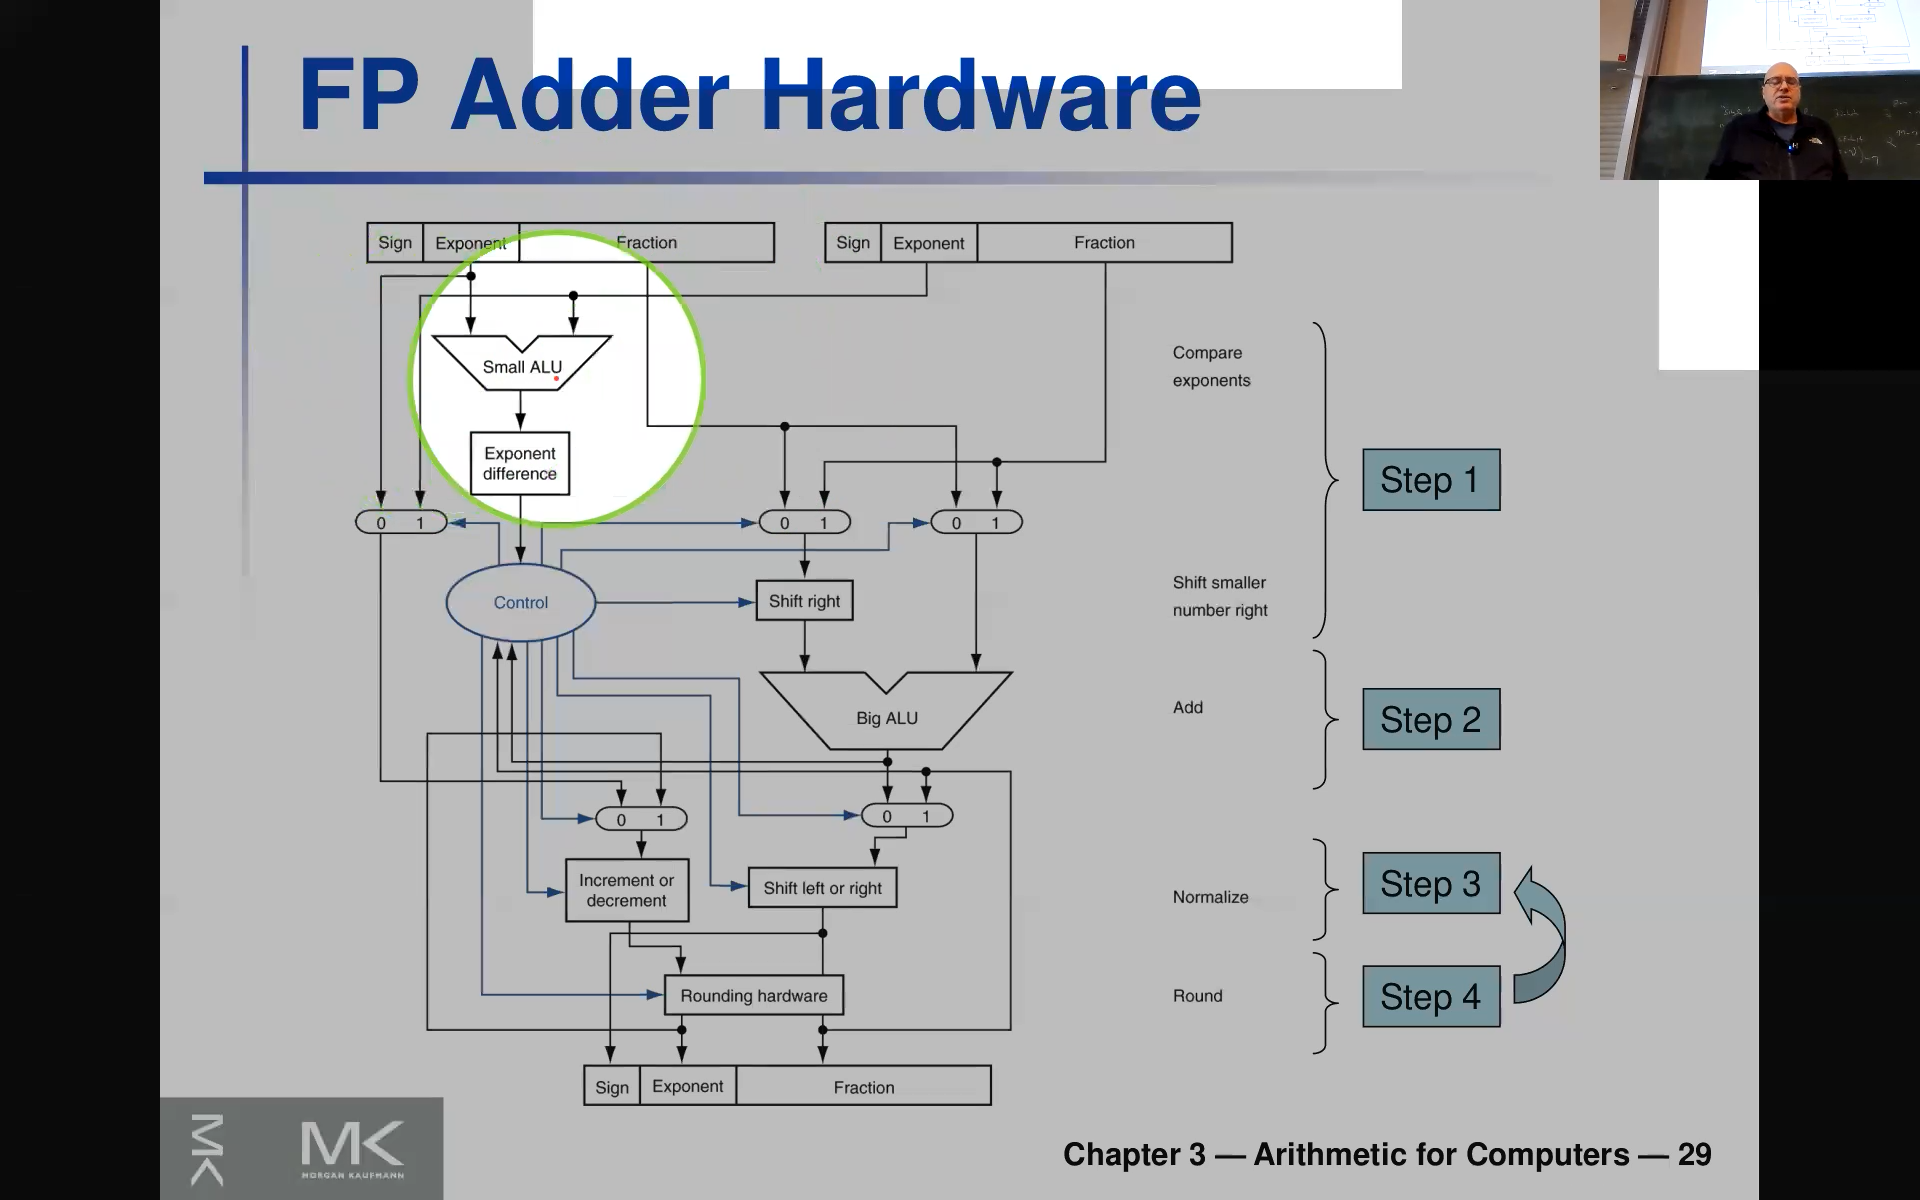 FP Adder Hardware
Sign Exponent Fraction
Sign Exponent Fraction
Small ALU
Compare
exponents
Exponent
difference
Step 1
0 1
0 1
0 1
Control
Shift right
Shift smaller
number right
Big ALU
Add
Step 2
0 1
0 1
Increment or
decrement
Shift left or right
Normalize
Step 3
Rounding hardware
Round
Step 4
Sign Exponent Fraction
MK
MK
MORGAN KAUFMANN
Chapter 3 — Arithmetic for Computers — 29